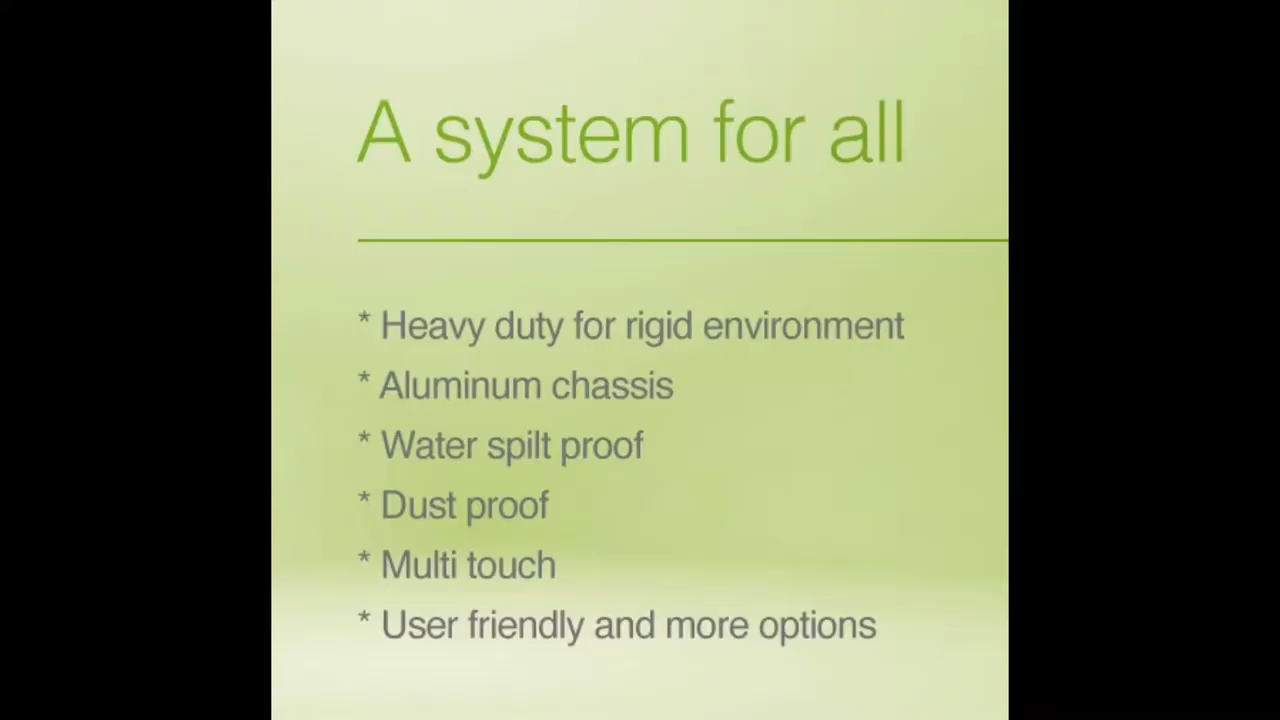 A system for all
* Heavy duty for rigid environment
* Aluminum chassis
* Water spilt proof
* Dust proof
* Multi touch
* User friendly and more options